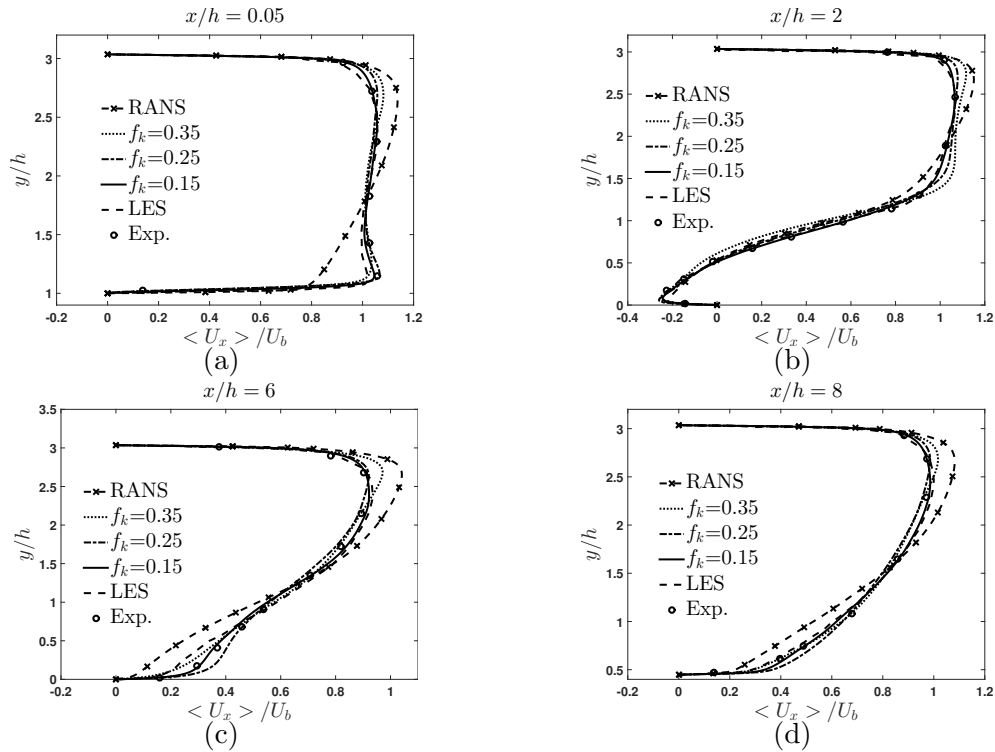 x/h = 0.05
3
2.5
2
1.5
1
y/h
RANS
f_k=0.35
f_k=0.25
f_k=0.15
LES
Exp.
-0.2 0 0.2 0.4 0.6 0.8 1 1.2
< U_x > /U_b
(a)
x/h = 2
3
2.5
2
1.5
1
0.5
0
y/h
RANS
f_k=0.35
f_k=0.25
f_k=0.15
LES
Exp.
-0.4 -0.2 0 0.2 0.4 0.6 0.8 1 1.2
< U_x > /U_b
(b)
x/h = 6
3.5
3
2.5
2
1.5
1
0.5
0
y/h
RANS
f_k=0.35
f_k=0.25
f_k=0.15
LES
Exp.
-0.2 0 0.2 0.4 0.6 0.8 1
< U_x > /U_b
(c)
x/h = 8
3
2.5
2
1.5
1
0.5
y/h
RANS
f_k=0.35
f_k=0.25
f_k=0.15
LES
Exp.
-0.2 0 0.2 0.4 0.6 0.8 1 1.2
< U_x > /U_b
(d)